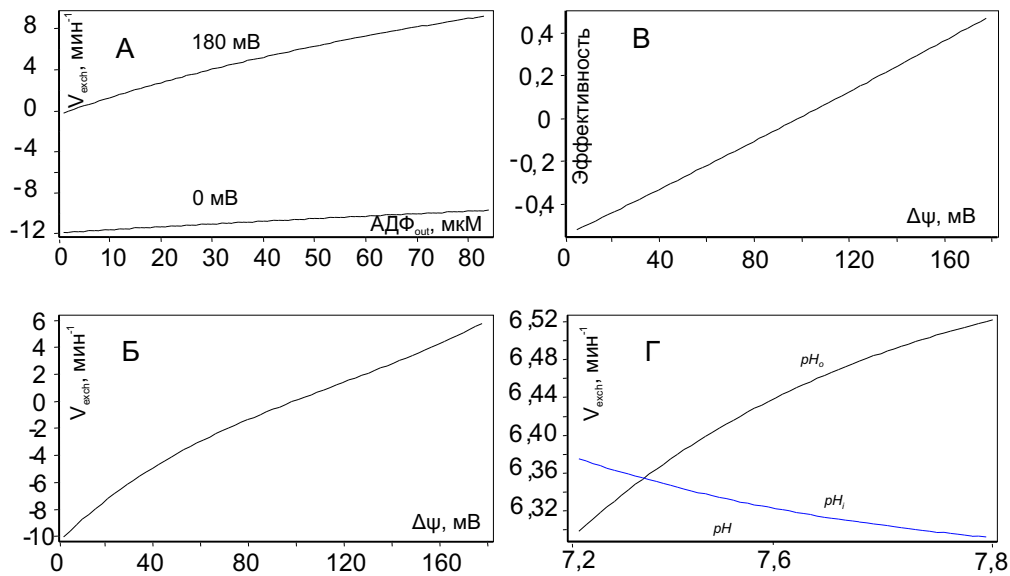 8
4
0
-4
-8
-12
V_exch, мин⁻¹
А
180 мВ
0 мВ
АДФ_out, мкМ
0 10 20 30 40 50 60 70 80
0,4
0,2
0
-0,2
-0,4
Эффективность
В
Δψ, мВ
0 40 80 120 160
6
4
2
0
-2
-4
-6
-8
-10
V_exch, мин⁻¹
Б
Δψ, мВ
0 40 80 120 160
6,52
6,48
6,44
6,40
6,36
6,32
V_exch, мин⁻¹
Г
pH_o
pH_i
pH
7,2 7,6 7,8